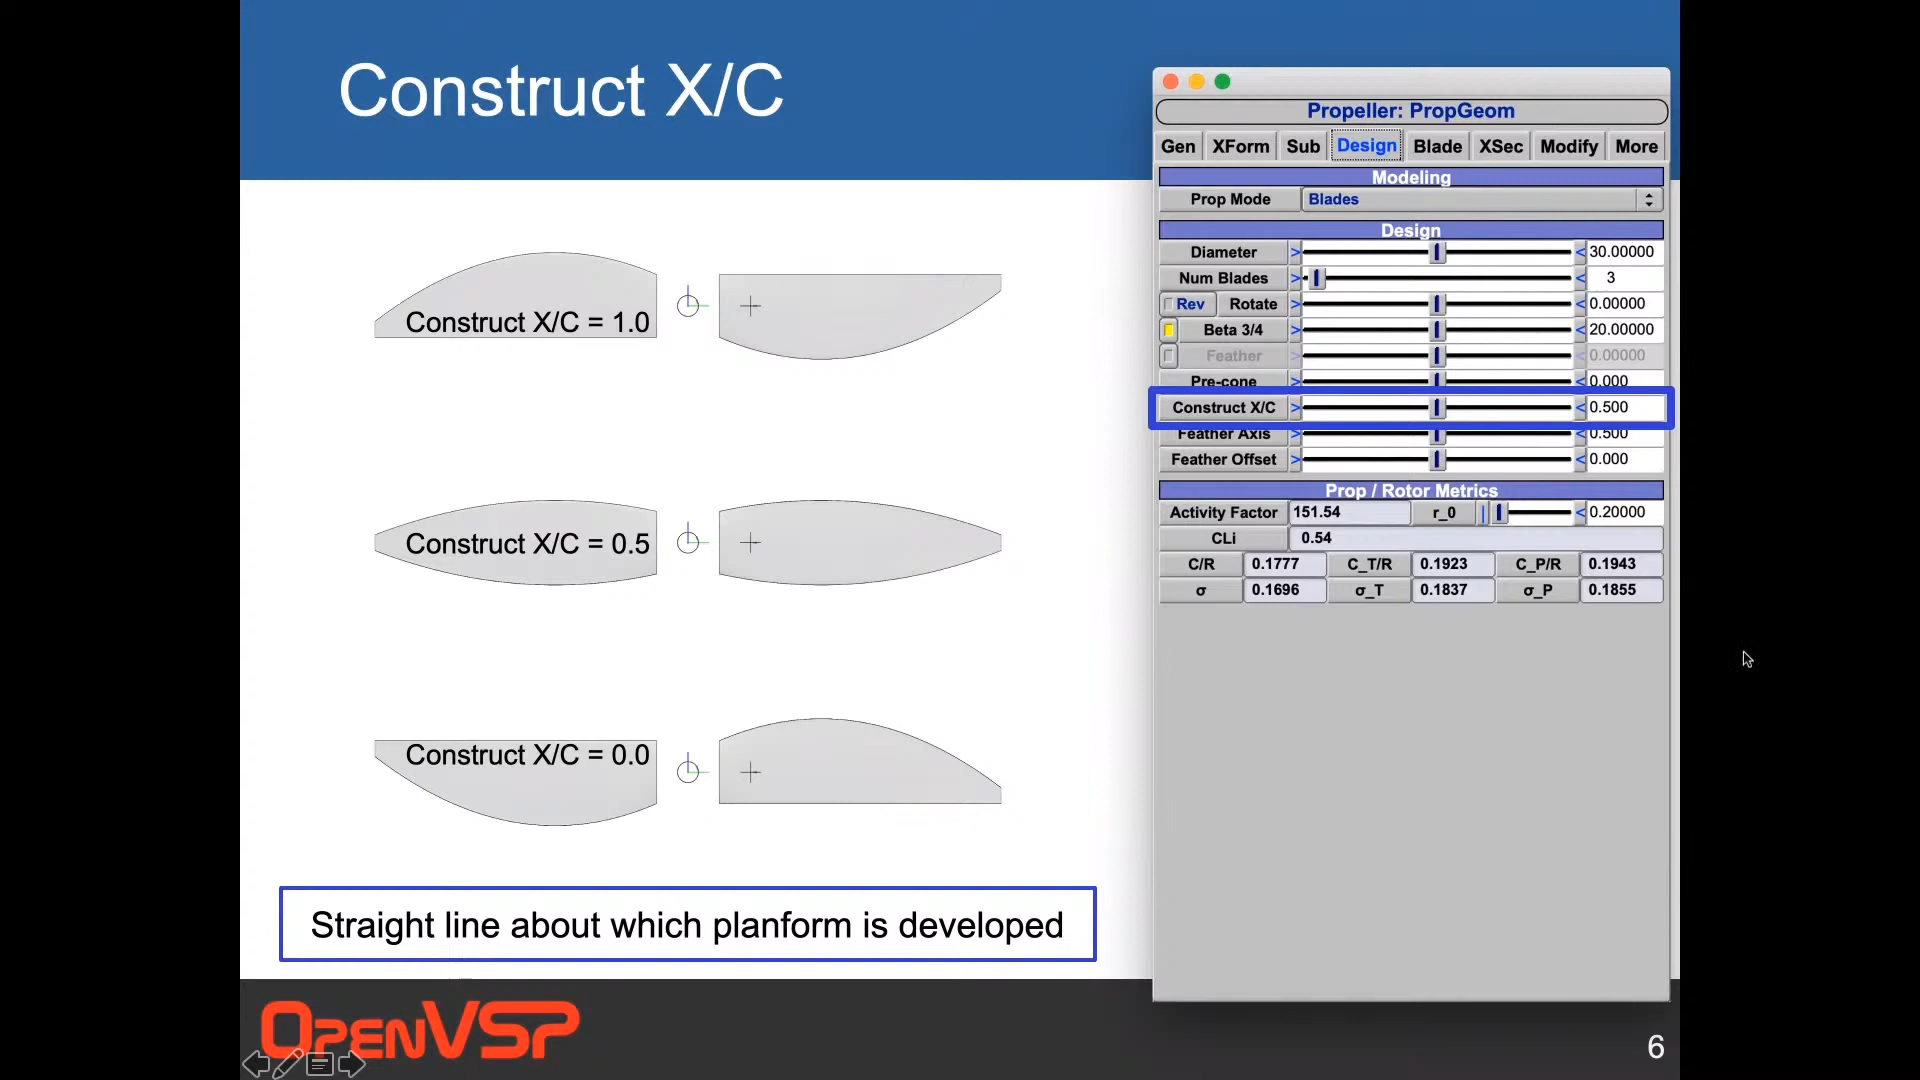 Construct X/C
Construct X/C = 1.0
Construct X/C = 0.5
Construct X/C = 0.0
Straight line about which planform is developed
OpenVSP
6
Propeller: PropGeom
Gen XForm Sub Design Blade XSec Modify More
Modeling
Prop Mode Blades
Design
Diameter > < 30.00000
Num Blades > < 3
Rev Rotate > < 0.00000
Beta 3/4 > < 20.00000
Feather > < 0.00000
Pre-cone > < 0.000
Construct X/C > < 0.500
Feather Axis > < 0.500
Feather Offset > < 0.000
Prop / Rotor Metrics
Activity Factor 151.54 r_0 | < 0.20000
CLi 0.54
C/R 0.1777 C_T/R 0.1923 C_P/R 0.1943
σ 0.1696 σ_T 0.1837 σ_P 0.1855